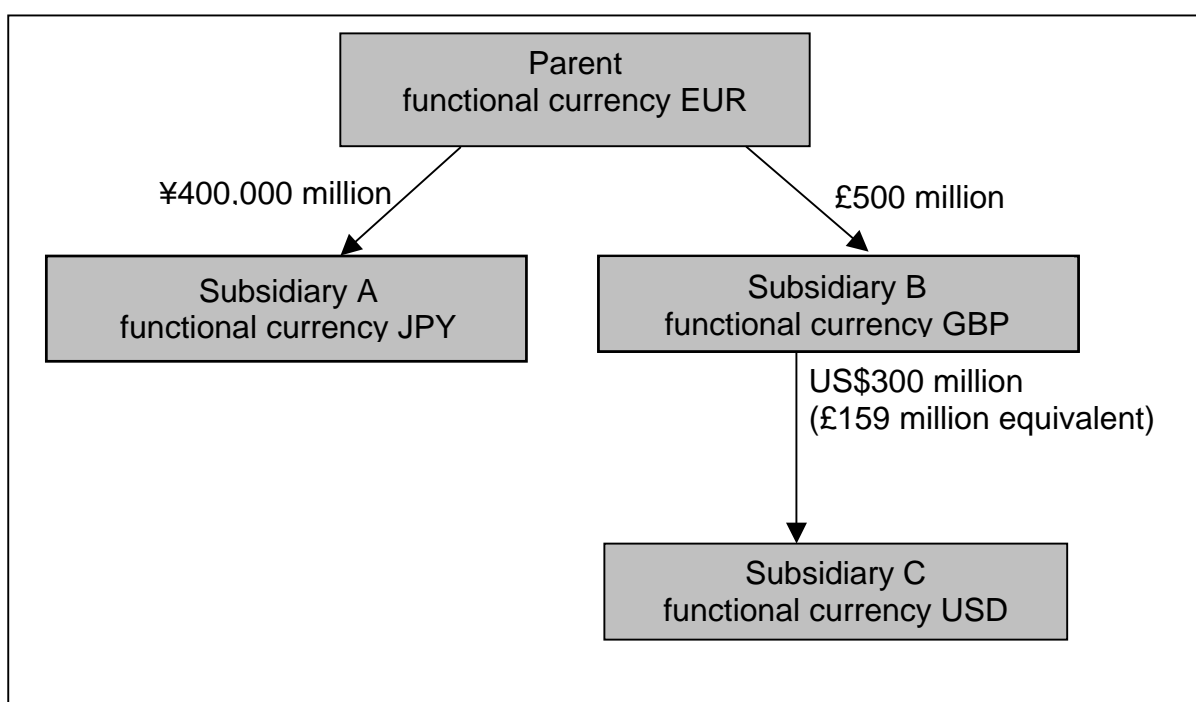 Parent
functional currency EUR
¥400.000 million
£500 million
Subsidiary A
functional currency JPY
Subsidiary B
functional currency GBP
US$300 million
(£159 million equivalent)
Subsidiary C
functional currency USD